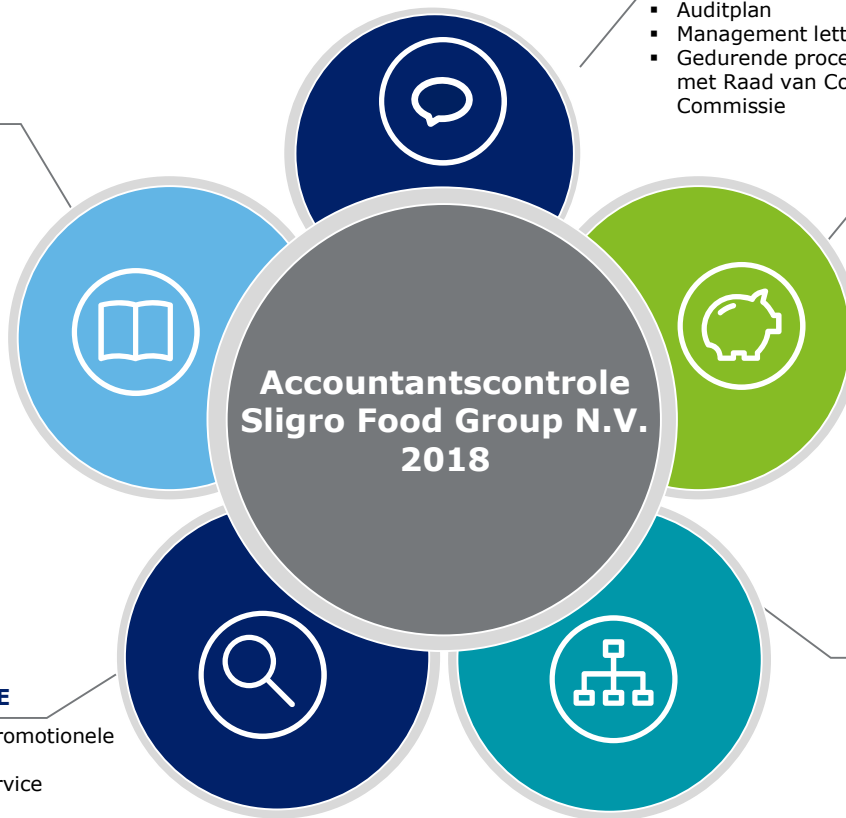 ▪ Auditplan
▪ Management lett
▪ Gedurende proce
met Raad van Co
Commissie
Accountantscontrole
Sligro Food Group N.V.
2018
E
romotionele
rvice